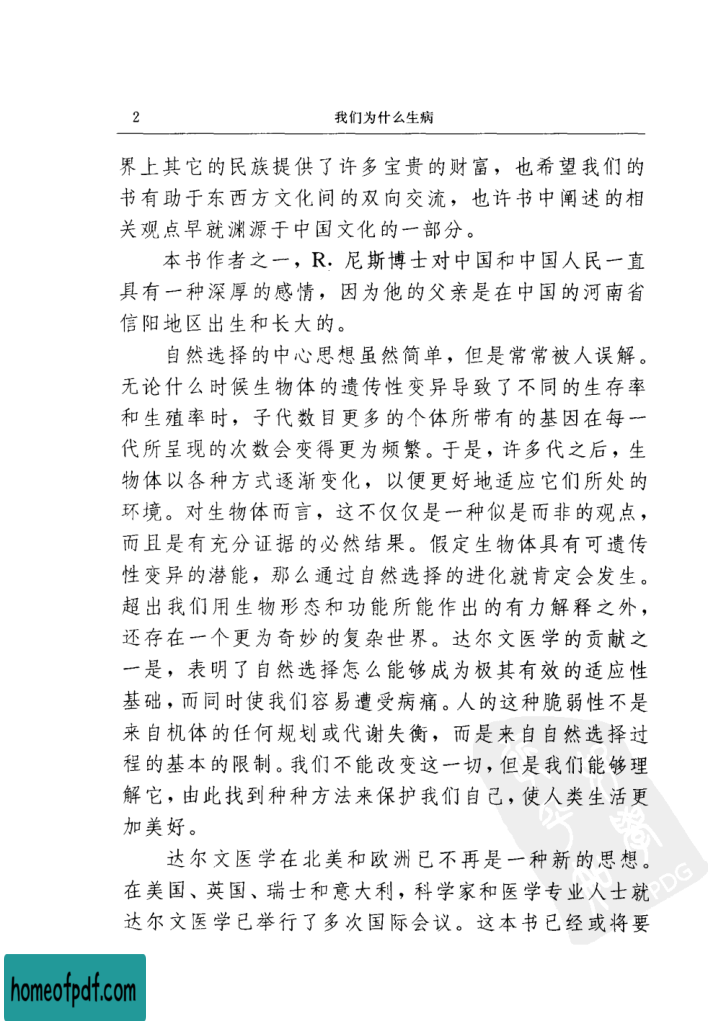 2 我们为什么生病
界上其它的民族提供了许多宝贵的财富，也希望我们的
书有助于东西方文化间的双向交流，也许书中阐述的相
关观点早就渊源于中国文化的一部分。
本书作者之一，R. 尼斯博士对中国和中国人民一直
具有一种深厚的感情，因为他的父亲是在中国的河南省
信阳地区出生和长大的。
自然选择的中心思想虽然简单，但是常常被人误解。
无论什么时候生物体的遗传性变异导致了不同的生存率
和生殖率时，子代数目更多的个体所带有的基因在每一
代所呈现的次数会变得更为频繁。于是，许多代之后，生
物体以各种方式逐渐变化，以便更好地适应它们所处的
环境。对生物体而言，这不仅仅是一种似是而非的观点，
而且是有充分证据的必然结果。假定生物体具有可遗传
性变异的潜能，那么通过自然选择的进化就肯定会发生。
超出我们用生物形态和功能所能作出的有力解释之外，
还存在一个更为奇妙的复杂世界。达尔文医学的贡献之
一是，表明了自然选择怎么能够成为极其有效的适应性
基础，而同时使我们容易遭受病痛。人的这种脆弱性不是
来自机体的任何规划或代谢失衡，而是来自自然选择过
程的基本的限制。我们不能改变这一切，但是我们能够理
解它，由此找到种种方法来保护我们自己，使人类生活更
加美好。
达尔文医学在北美和欧洲已不再是一种新的思想。
在美国、英国、瑞士和意大利，科学家和医学专业人士就
达尔文医学已举行了多次国际会议。这本书已经或将要
PDG
homeofpdf.com